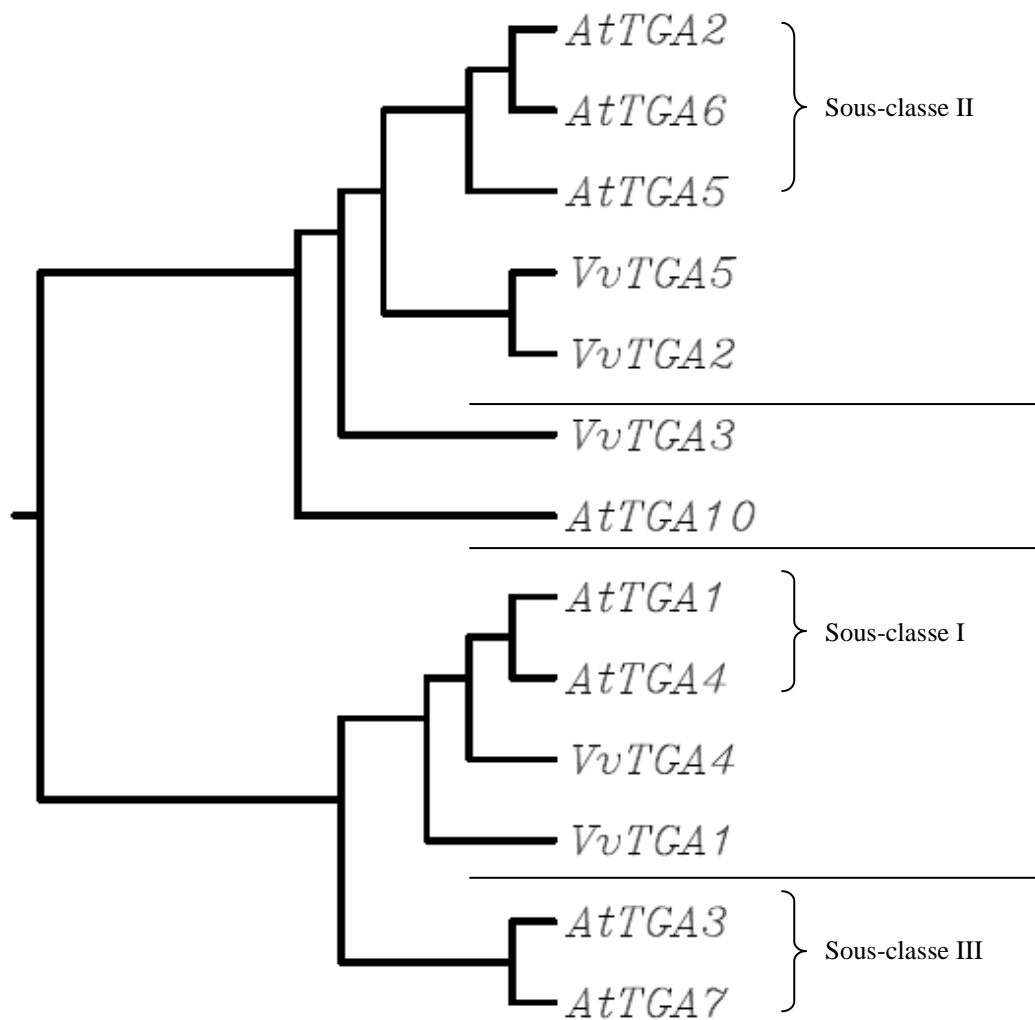 AtTGA2
AtTGA6
Sous-classe II
AtTGA5
VvTGA5
VvTGA2
VvTGA3
AtTGA10
AtTGA1
Sous-classe I
AtTGA4
VvTGA4
VvTGA1
AtTGA3
Sous-classe III
AtTGA7